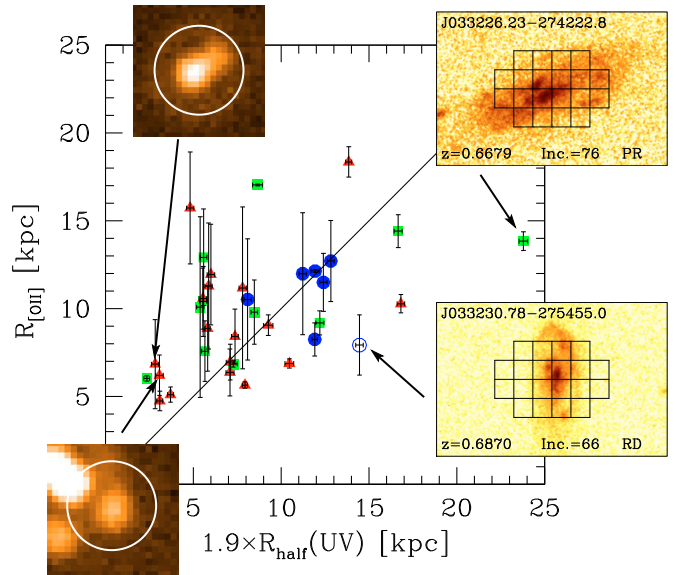 J033226.23-274222.8
z=0.6679 Inc.=76 PR
J033230.78-275455.0
z=0.6870 Inc.=66 RD
25
20
15
10
5
R[OII] [kpc]
5 10 15 20 25
1.9×Rhalf(UV) [kpc]